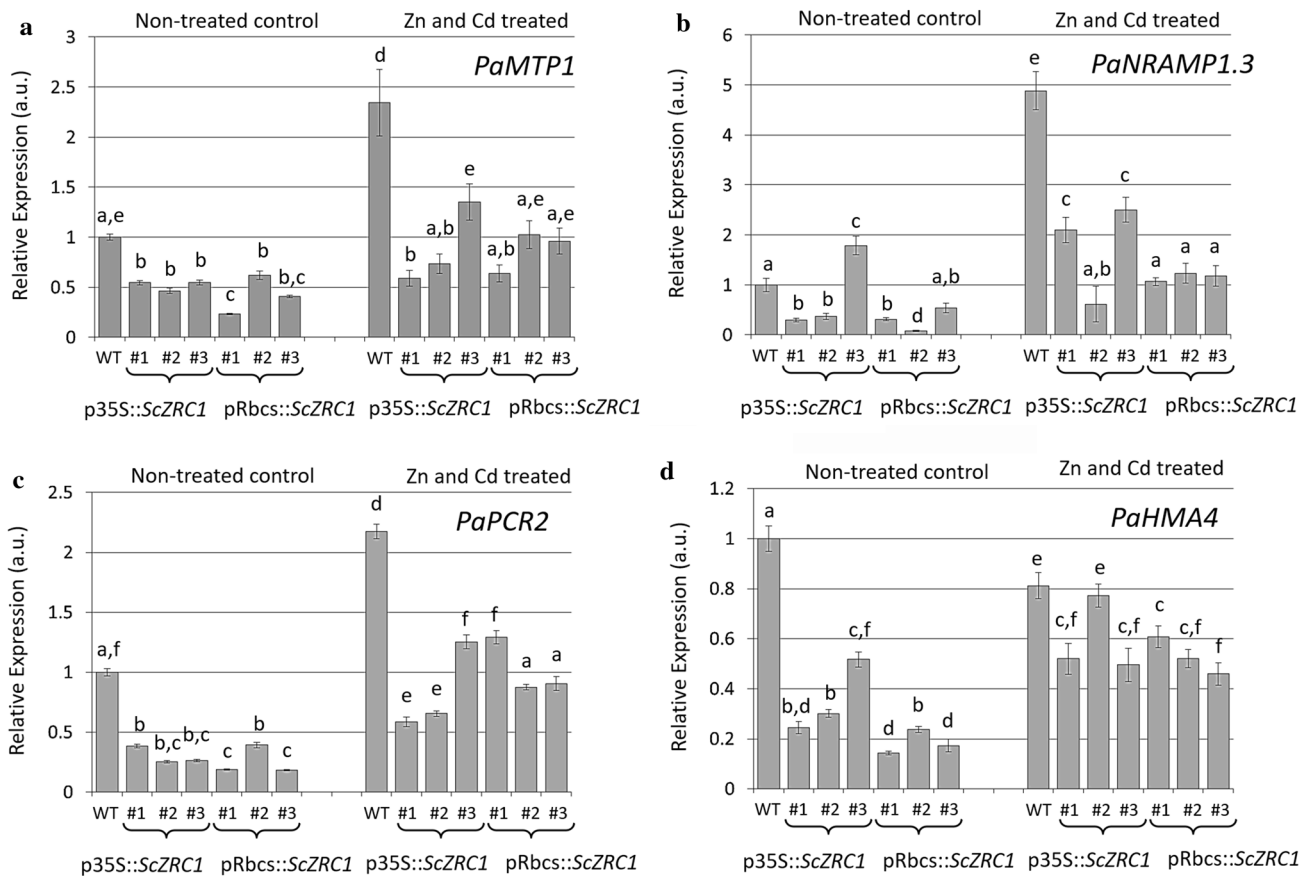 a
Non-treated control Zn and Cd treated
PaMTP1
Relative Expression (a.u.)
3
2.5
2
1.5
1
0.5
0
a,e b b b c b b,c d b a,b e a,b a,e a,e
WT #1 #2 #3 #1 #2 #3 WT #1 #2 #3 #1 #2 #3
p35S::ScZRC1 pRbcs::ScZRC1 p35S::ScZRC1 pRbcs::ScZRC1
b
Non-treated control Zn and Cd treated
PaNRAMP1.3
Relative Expression (a.u.)
6
5
4
3
2
1
0
a b b c b d a,b e c a,b c a a a
WT #1 #2 #3 #1 #2 #3 WT #1 #2 #3 #1 #2 #3
p35S::ScZRC1 pRbcs::ScZRC1 p35S::ScZRC1 pRbcs::ScZRC1
c
Non-treated control Zn and Cd treated
PaPCR2
Relative Expression (a.u.)
2.5
2
1.5
1
0.5
0
a,f b b,c b,c c b c d e e f f a a
WT #1 #2 #3 #1 #2 #3 WT #1 #2 #3 #1 #2 #3
p35S::ScZRC1 pRbcs::ScZRC1 p35S::ScZRC1 pRbcs::ScZRC1
d
Non-treated control Zn and Cd treated
PaHMA4
Relative Expression (a.u.)
1.2
1
0.8
0.6
0.4
0.2
0
a b,d b c,f d b d e c,f e c,f c c,f f
WT #1 #2 #3 #1 #2 #3 WT #1 #2 #3 #1 #2 #3
p35S::ScZRC1 pRbcs::ScZRC1 p35S::ScZRC1 pRbcs::ScZRC1